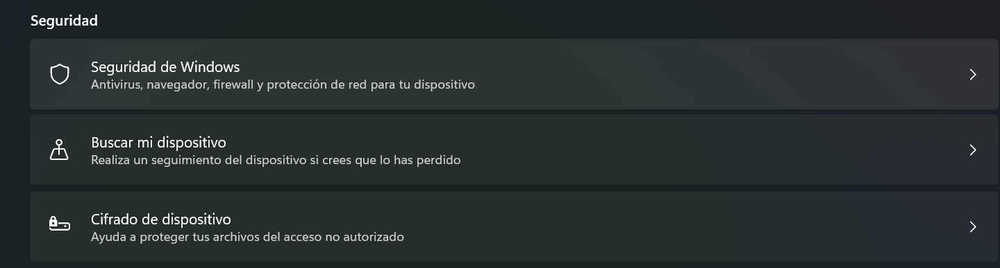 Seguridad
Seguridad de Windows
Antivirus, navegador, firewall y protección de red para tu dispositivo
Buscar mi dispositivo
Realiza un seguimiento del dispositivo si crees que lo has perdido
Cifrado de dispositivo
Ayuda a proteger tus archivos del acceso no autorizado